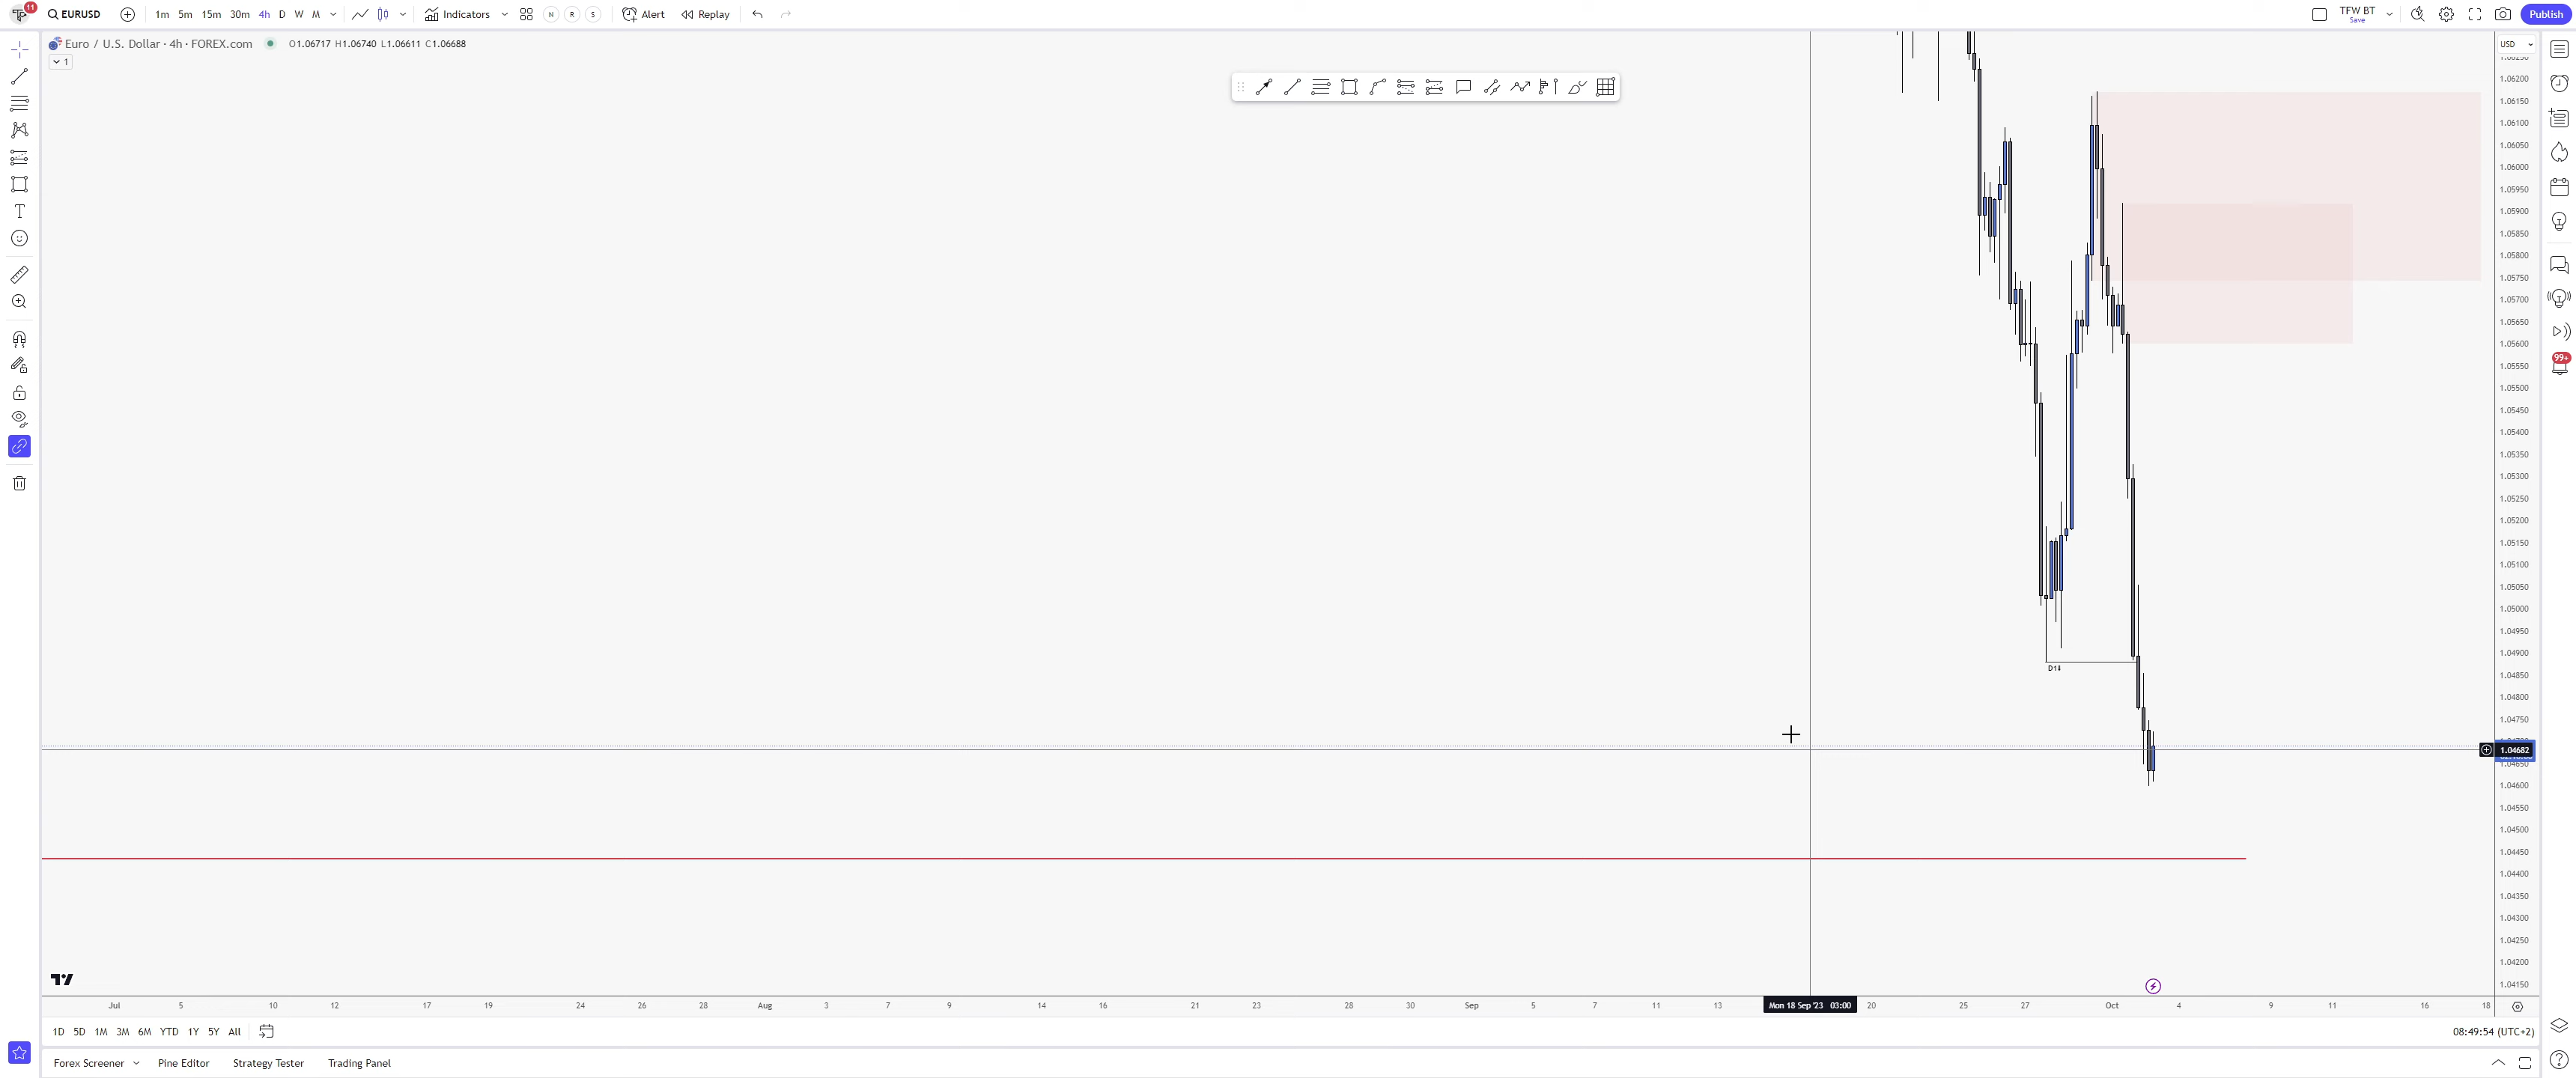 11
EURUSD
1m 5m 15m 30m 4h D W M
Indicators
N R S
Alert
Replay
TFW BT
Save
Publish
Euro / U.S. Dollar · 4h · FOREX.com
O1.06717 H1.06740 L1.06611 C1.06688
1
USD
1.06200
1.06150
1.06100
1.06050
1.06000
1.05950
1.05900
1.05850
1.05800
1.05750
1.05700
1.05650
1.05600
1.05550
1.05500
1.05450
1.05400
1.05350
1.05300
1.05250
1.05200
1.05150
1.05100
1.05050
1.05000
1.04950
1.04900
1.04850
1.04800
1.04750
1.04682
1.04650
1.04600
1.04550
1.04500
1.04450
1.04400
1.04350
1.04300
1.04250
1.04200
1.04150
99+
Jul 5 10 12 17 19 24 26 28 Aug 3 7 9 14 16 21 23 28 30 Sep 5 7 11 13 Mon 18 Sep '23 03:00 20 25 27 Oct 4 9 11 16 18
1D 5D 1M 3M 6M YTD 1Y 5Y All
08:49:54 (UTC+2)
Forex Screener Pine Editor Strategy Tester Trading Panel